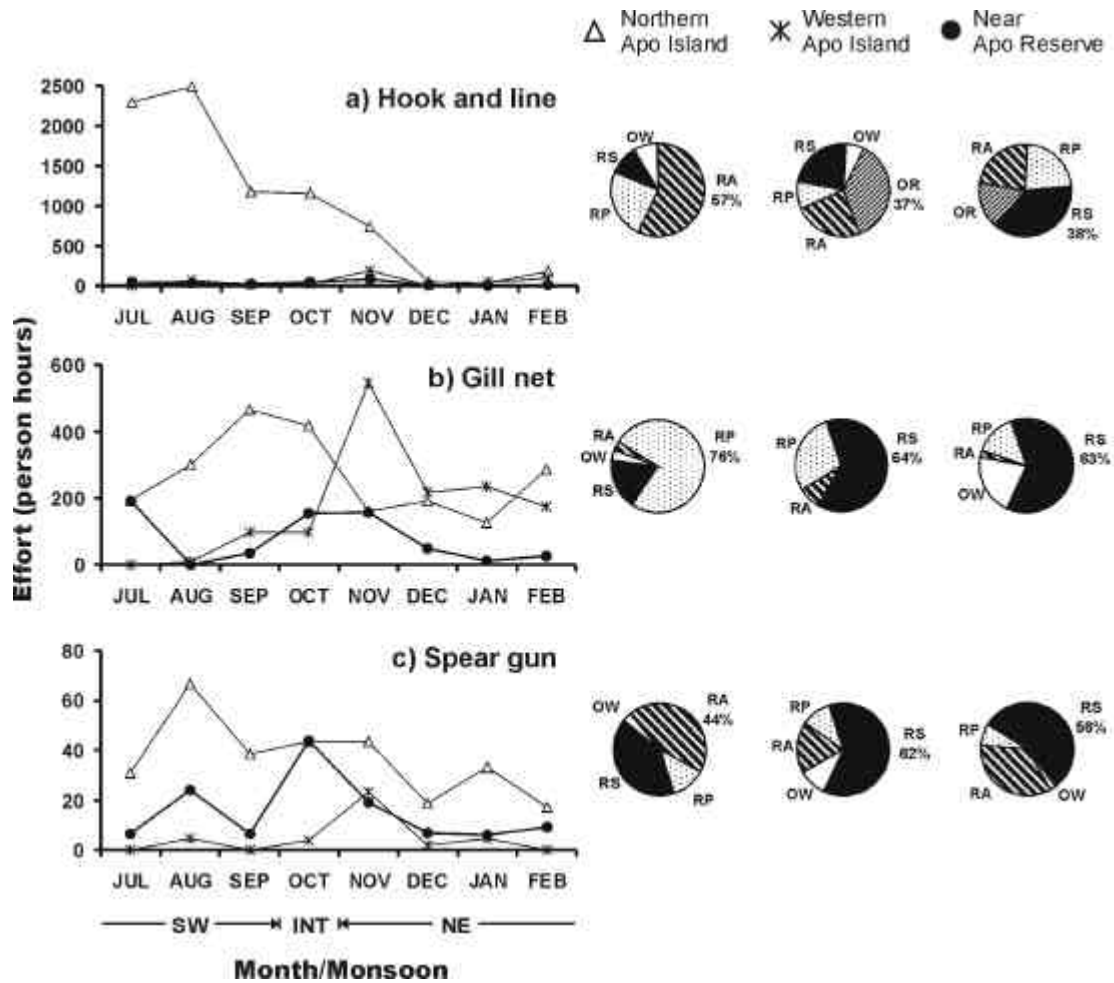 Northern Apo Island
Western Apo Island
Near Apo Reserve
a) Hook and line
2500
2000
1500
1000
500
0
JUL AUG SEP OCT NOV DEC JAN FEB
OW
RS
RP
RA
57%
OW
RS
OR
37%
RP
RA
RA
RP
OR
RS
38%
Effort (person hours)
b) Gill net
600
400
200
0
JUL AUG SEP OCT NOV DEC JAN FEB
RA
RP
76%
OW
RS
RP
RS
64%
RA
RP
RS
63%
RA
OW
c) Spear gun
80
60
40
20
0
JUL AUG SEP OCT NOV DEC JAN FEB
OW
RA
44%
RS
RP
RP
RS
62%
RA
OW
RS
56%
RP
RA
OW
SW INT NE
Month/Monsoon